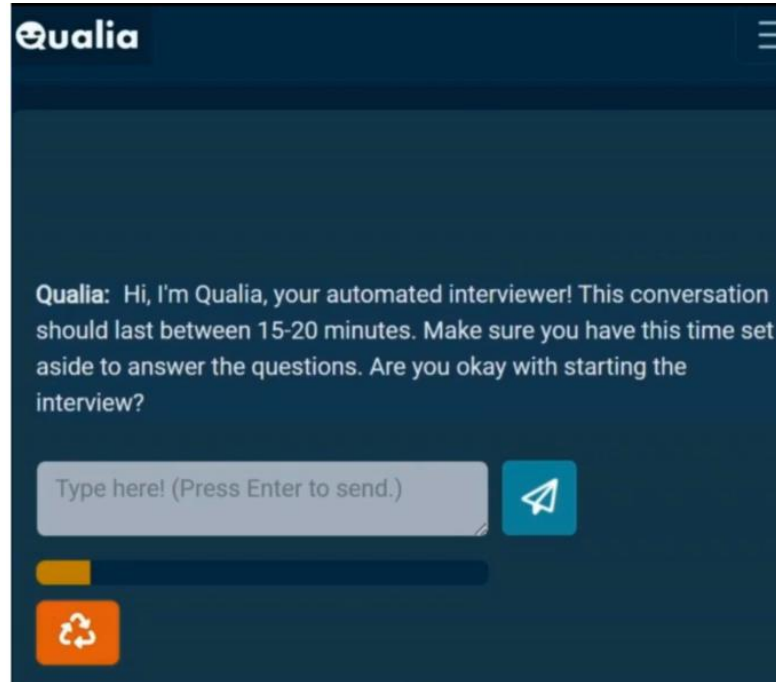 Qualia
Qualia: Hi, I'm Qualia, your automated interviewer! This conversation
should last between 15-20 minutes. Make sure you have this time set
aside to answer the questions. Are you okay with starting the
interview?
Type here! (Press Enter to send.)